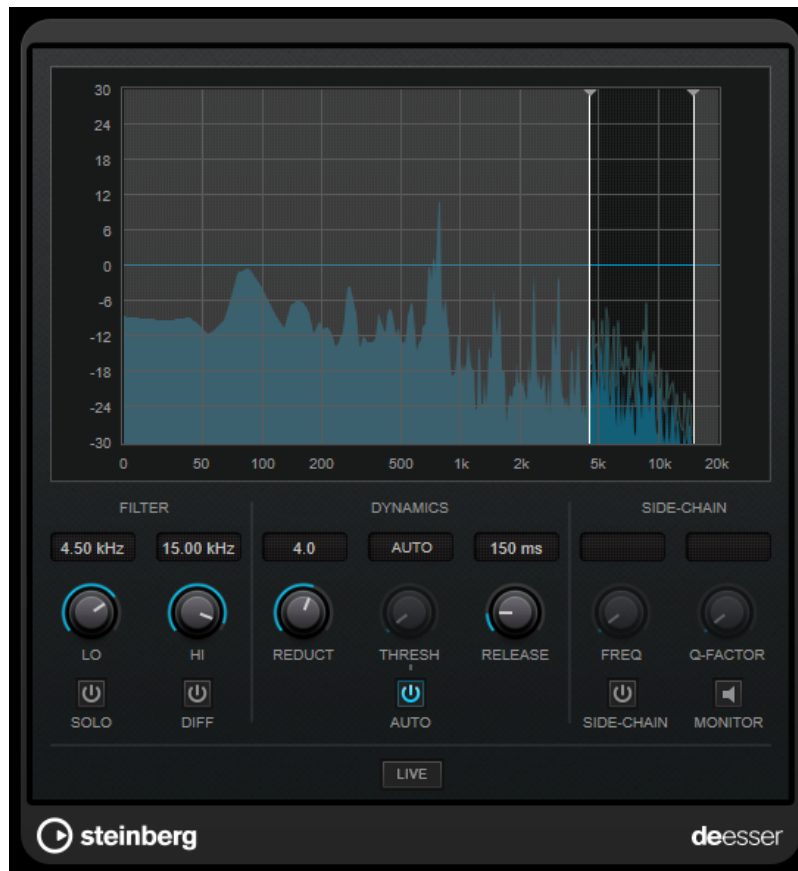 30
24
18
12
6
0
-6
-12
-18
-24
-30
0 50 100 200 500 1k 2k 5k 10k 20k
FILTER DYNAMICS SIDE-CHAIN
4.50 kHz 15.00 kHz 4.0 AUTO 150 ms
LO HI REDUCT THRESH RELEASE FREQ Q-FACTOR
SOLO DIFF AUTO SIDE-CHAIN MONITOR
LIVE
steinberg deesser